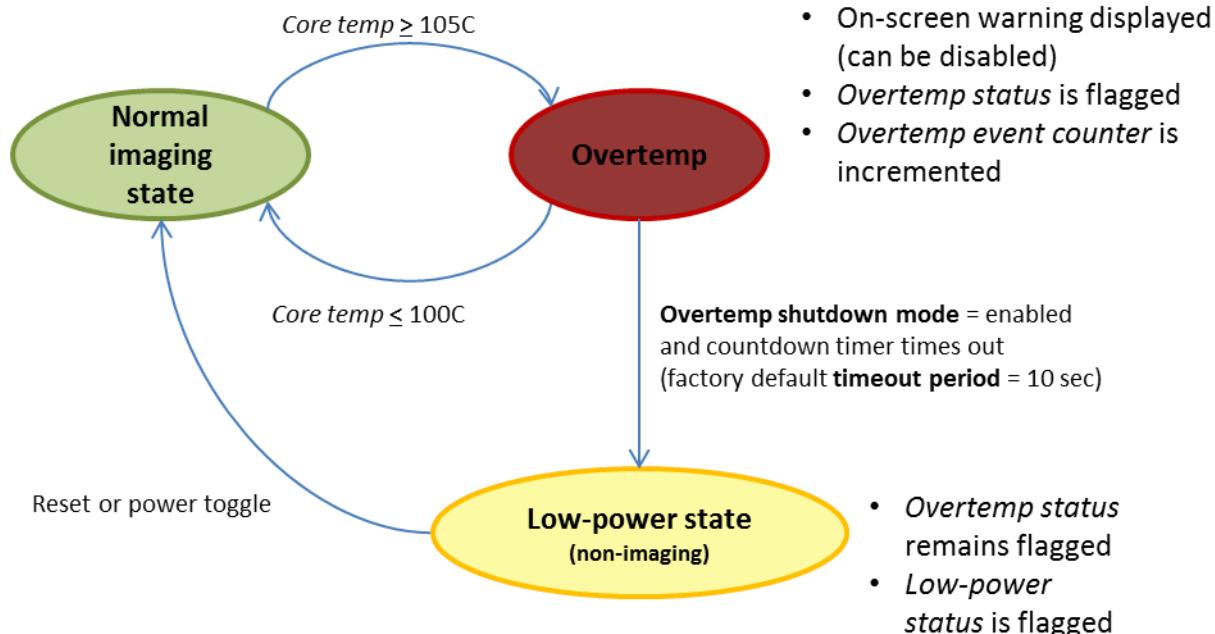 Core temp ≥ 105C
• On-screen warning displayed
(can be disabled)
• Overtemp status is flagged
• Overtemp event counter is
incremented
Normal
imaging
state
Overtemp
Core temp ≤ 100C
Overtemp shutdown mode = enabled
and countdown timer times out
(factory default timeout period = 10 sec)
Reset or power toggle
Low-power state
(non-imaging)
• Overtemp status
remains flagged
• Low-power
status is flagged